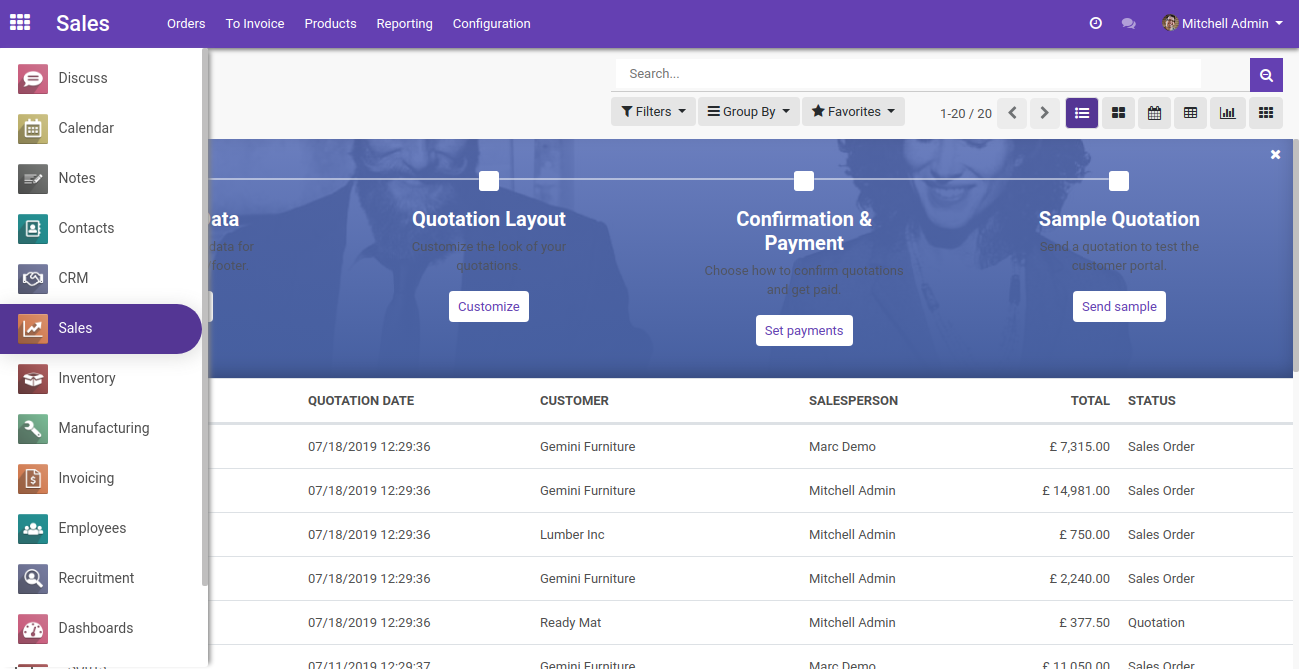 Sales Orders To Invoice Products Reporting Configuration Mitchell Admin
Discuss
Calendar
Notes
Contacts
CRM
Sales
Inventory
Manufacturing
Invoicing
Employees
Recruitment
Dashboards
Search...
Filters Group By Favorites 1-20 / 20
ata
data for
footer.
Quotation Layout
Customize the look of your
quotations.
Customize
Confirmation &
Payment
Choose how to confirm quotations
and get paid.
Set payments
Sample Quotation
Send a quotation to test the
customer portal.
Send sample
QUOTATION DATE CUSTOMER SALESPERSON TOTAL STATUS
07/18/2019 12:29:36 Gemini Furniture Marc Demo £ 7,315.00 Sales Order
07/18/2019 12:29:36 Gemini Furniture Mitchell Admin £ 14,981.00 Sales Order
07/18/2019 12:29:36 Lumber Inc Mitchell Admin £ 750.00 Sales Order
07/18/2019 12:29:36 Gemini Furniture Mitchell Admin £ 2,240.00 Sales Order
07/18/2019 12:29:36 Ready Mat Mitchell Admin £ 377.50 Quotation
07/11/2019 12:29:37 Gemini Furniture Marc Demo £ 11,050.00 Sales Order